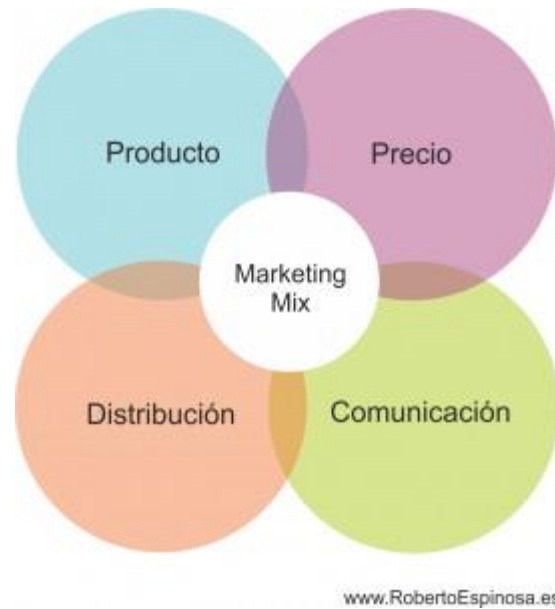 Producto
Precio
Marketing
Mix
Distribución
Comunicación
www.RobertoEspinosa.es